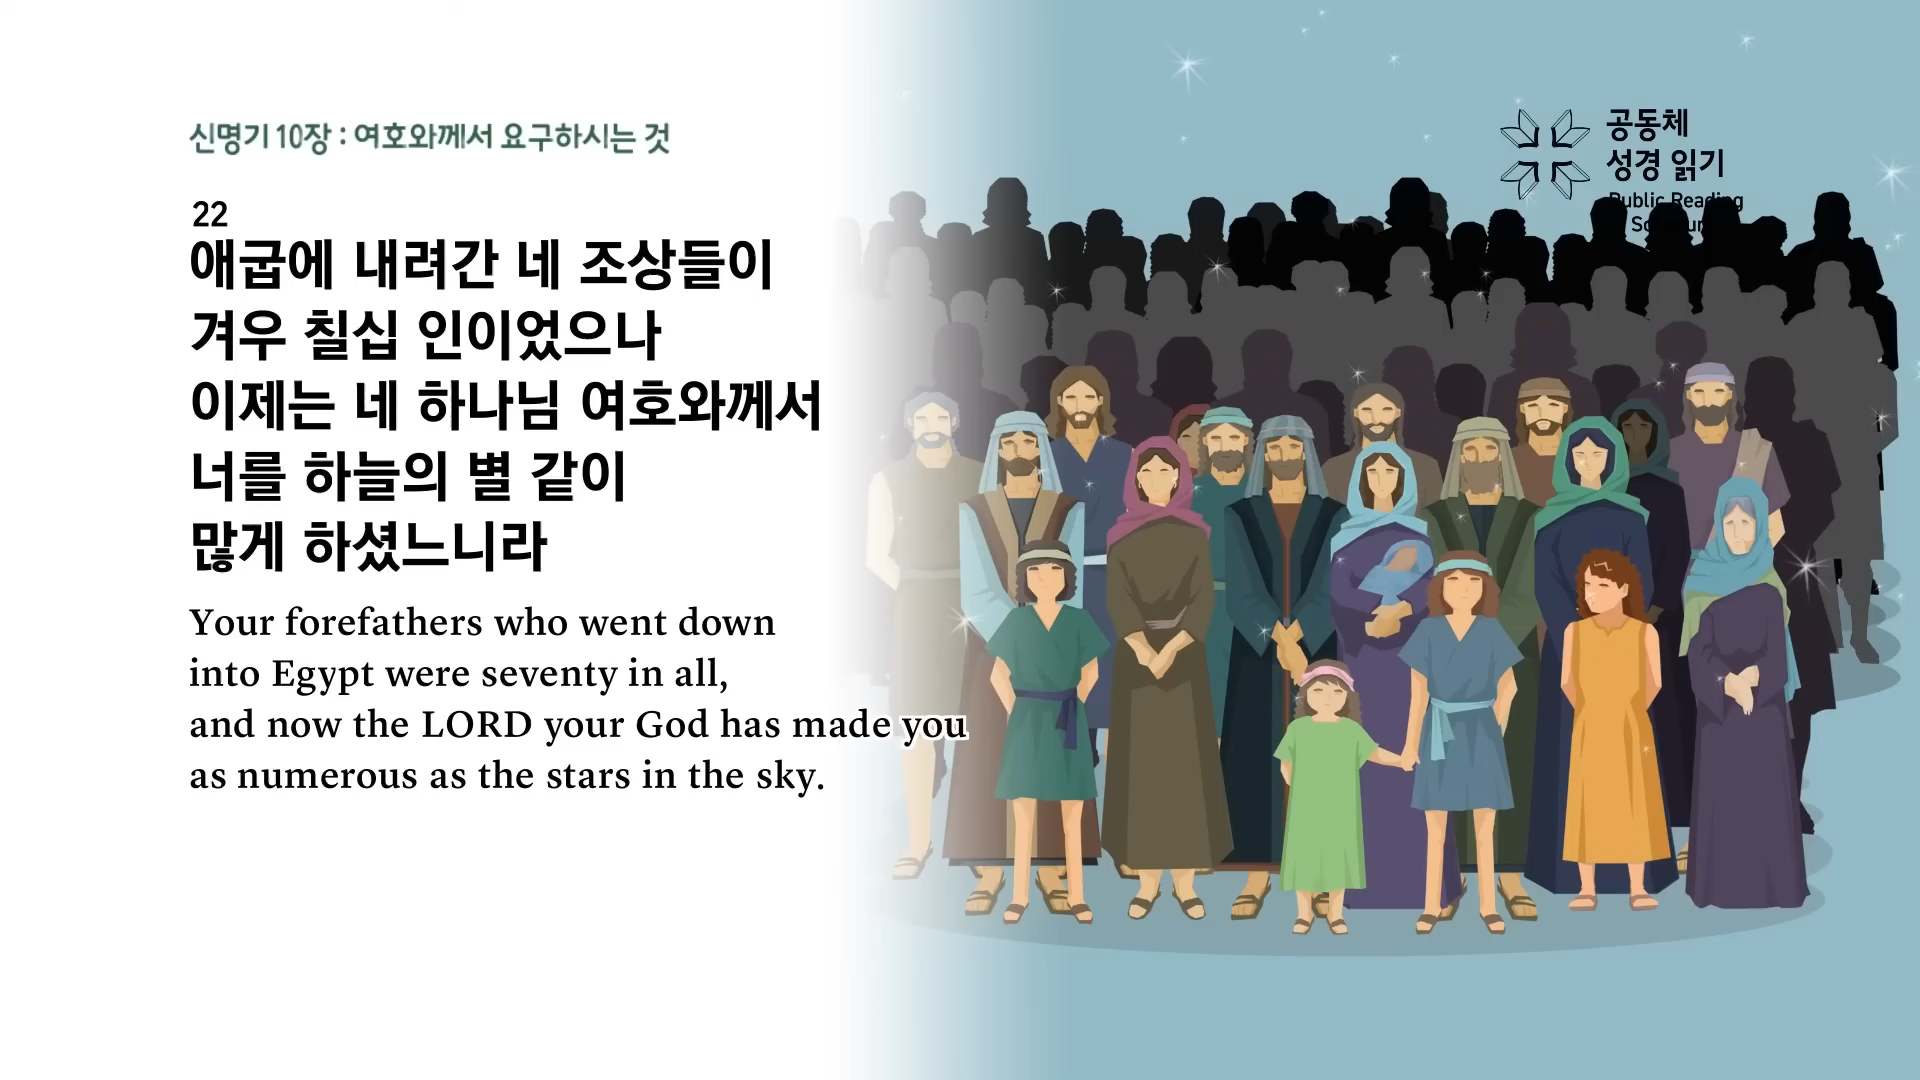 신명기 10장 : 여호와께서 요구하시는 것
22
애굽에 내려간 네 조상들이
겨우 칠십 인이었으나
이제는 네 하나님 여호와께서
너를 하늘의 별 같이
많게 하셨느니라
Your forefathers who went down
into Egypt were seventy in all,
and now the LORD your God has made you
as numerous as the stars in the sky.
공동체
성경 읽기
Public Reading